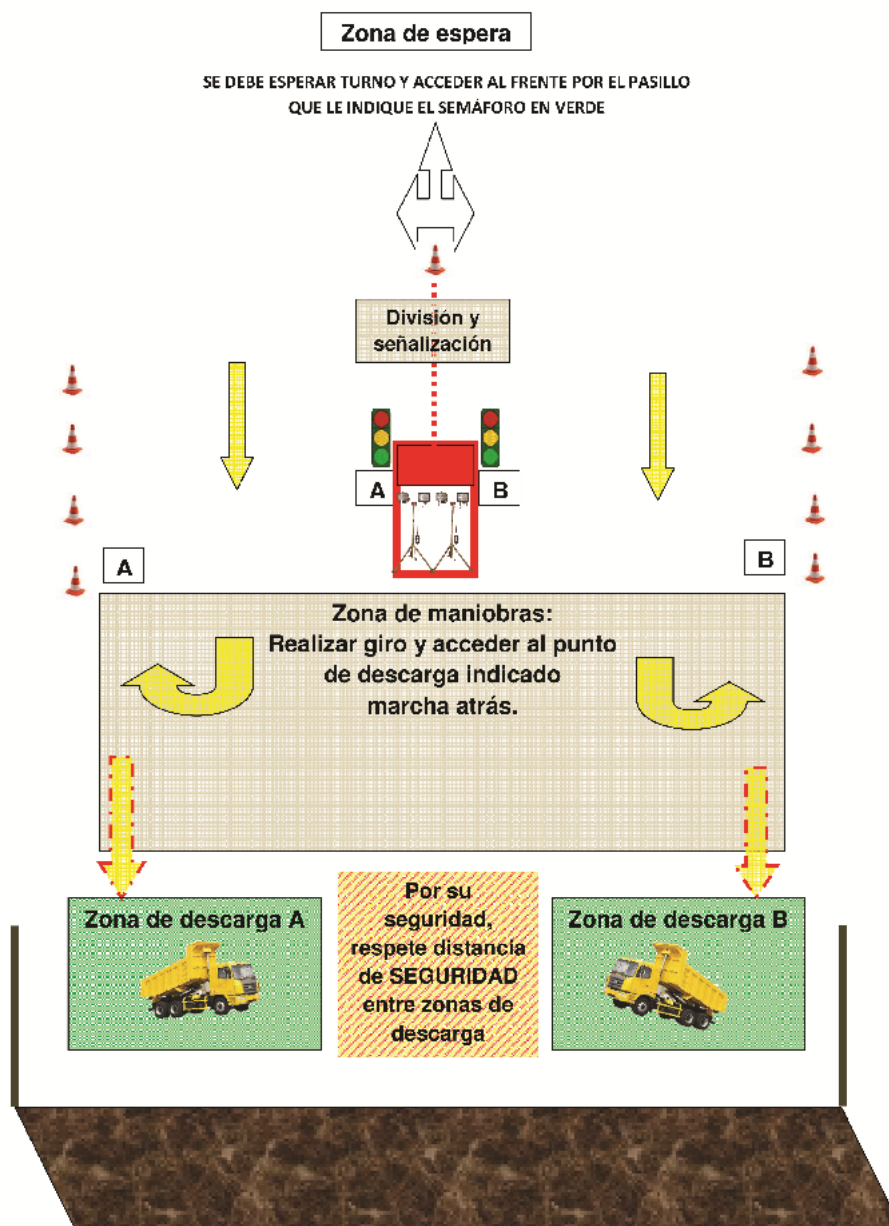 Zona de espera
SE DEBE ESPERAR TURNO Y ACCEDER AL FRENTE POR EL PASILLO
QUE LE INDIQUE EL SEMÁFORO EN VERDE
División y
señalización
A
B
A
B
Zona de maniobras:
Realizar giro y acceder al punto
de descarga indicado
marcha atrás.
Zona de descarga A
Por su
seguridad,
respete distancia
de SEGURIDAD
entre zonas de
descarga
Zona de descarga B